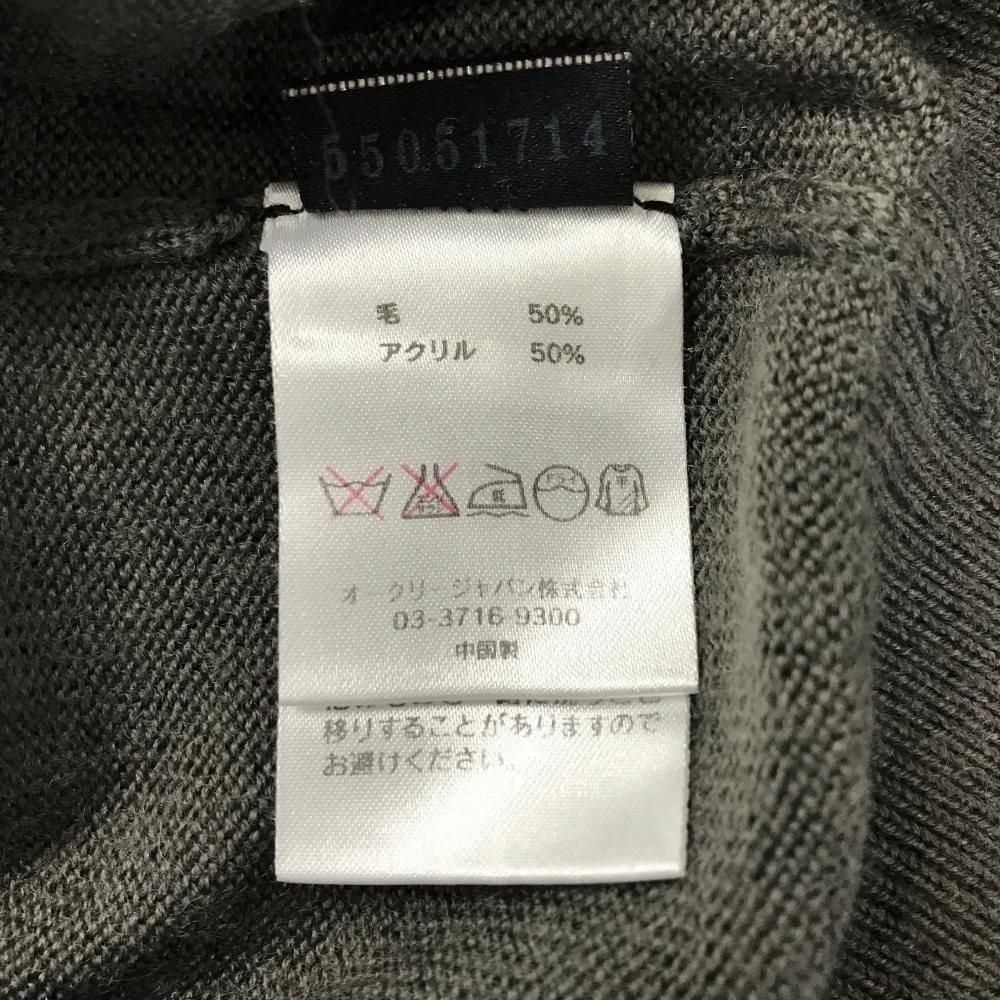 55051714
毛 50%
アクリル 50%
低
オークリージャパン株式会社
03-3716-9300
中国製
移りすることがありますので
お避けください。